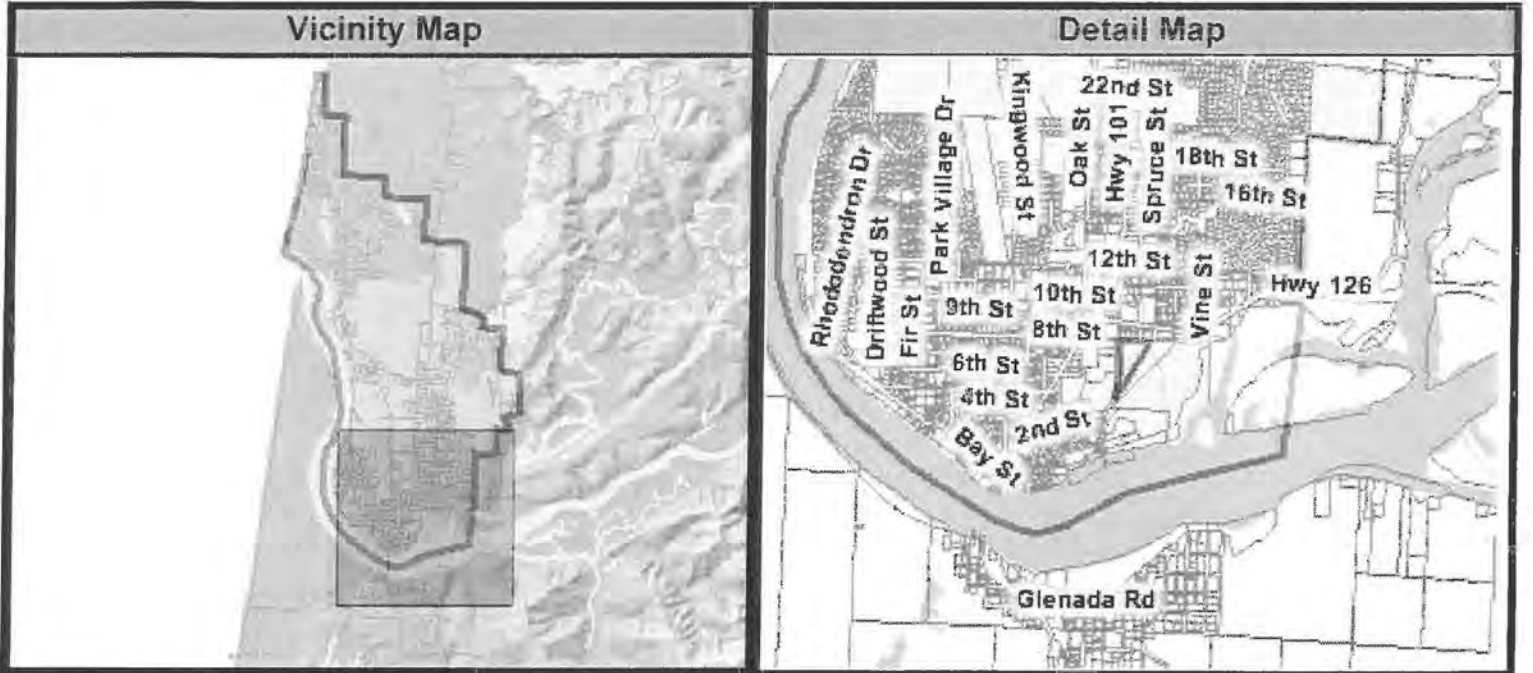 Vicinity Map
Detail Map
22nd St
Kingwood St
Park Village Dr
Oak St
Hwy 101
Spruce St
18th St
16th St
Rhododendron Dr
Driftwood St
Fir St
12th St
Vine St
Hwy 126
10th St
9th St
8th St
6th St
4th St
2nd St
Bay St
Glenada Rd